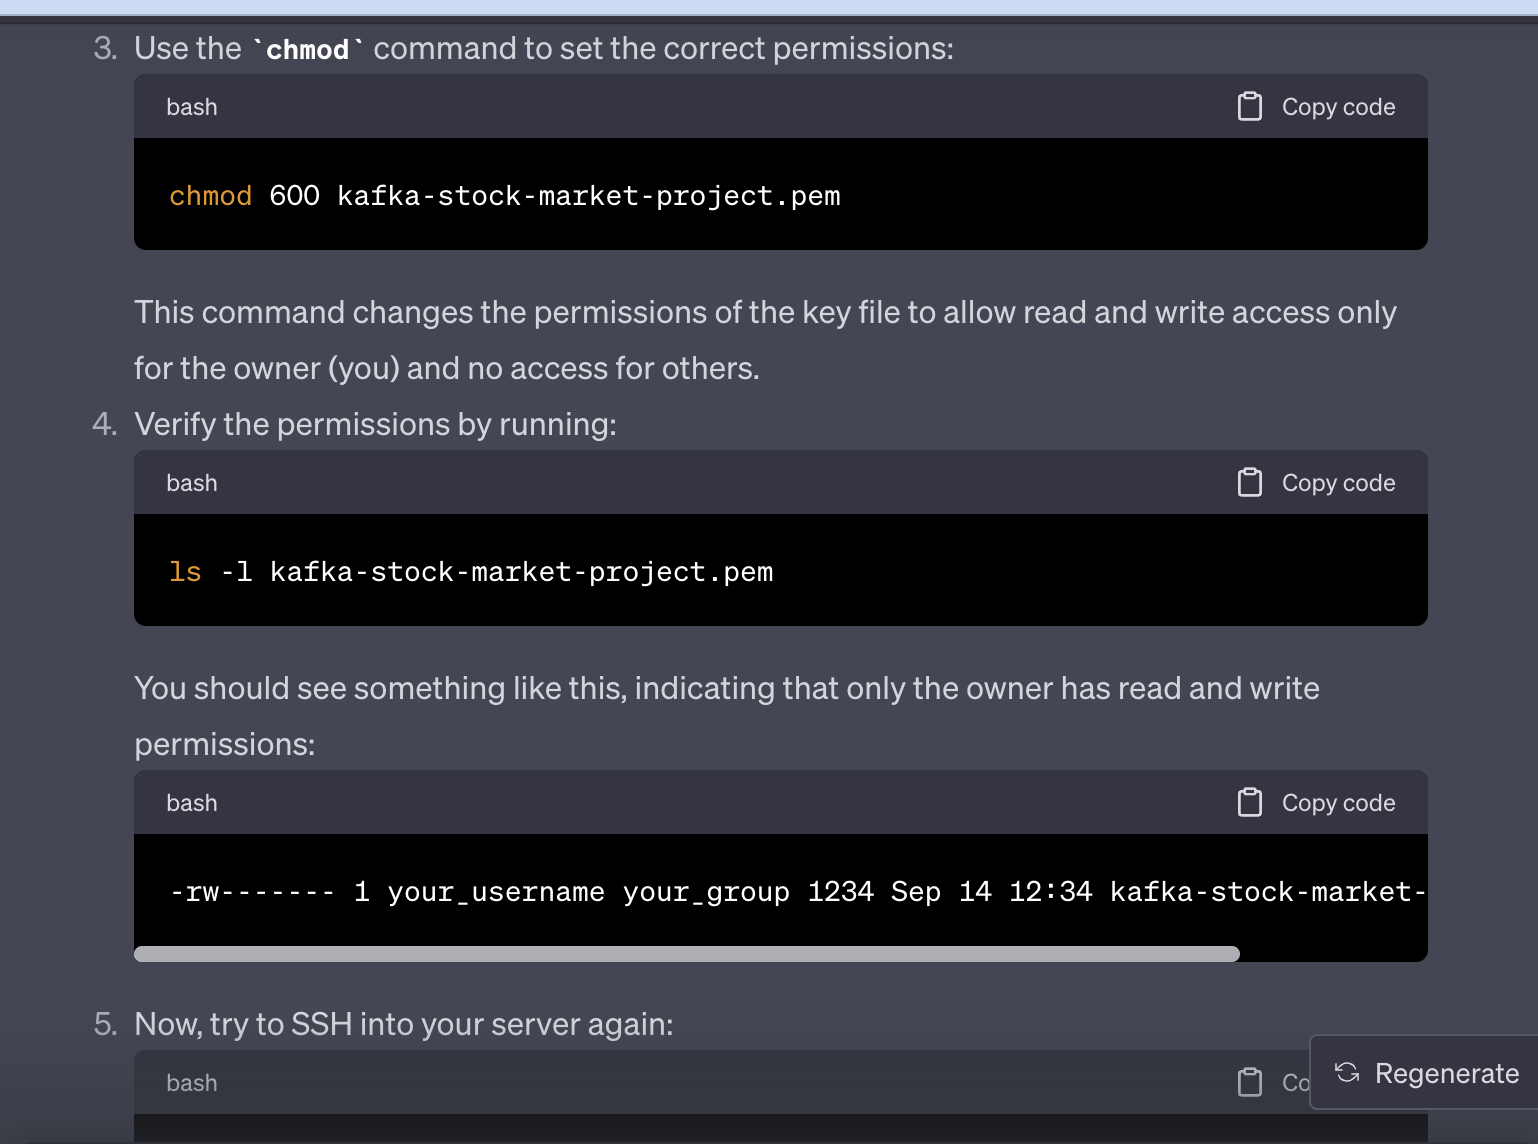 3. Use the `chmod` command to set the correct permissions:
bash Copy code
chmod 600 kafka-stock-market-project.pem
This command changes the permissions of the key file to allow read and write access only
for the owner (you) and no access for others.
4. Verify the permissions by running:
bash Copy code
ls -l kafka-stock-market-project.pem
You should see something like this, indicating that only the owner has read and write
permissions:
bash Copy code
-rw------- 1 your_username your_group 1234 Sep 14 12:34 kafka-stock-market-
5. Now, try to SSH into your server again:
bash Co
Regenerate